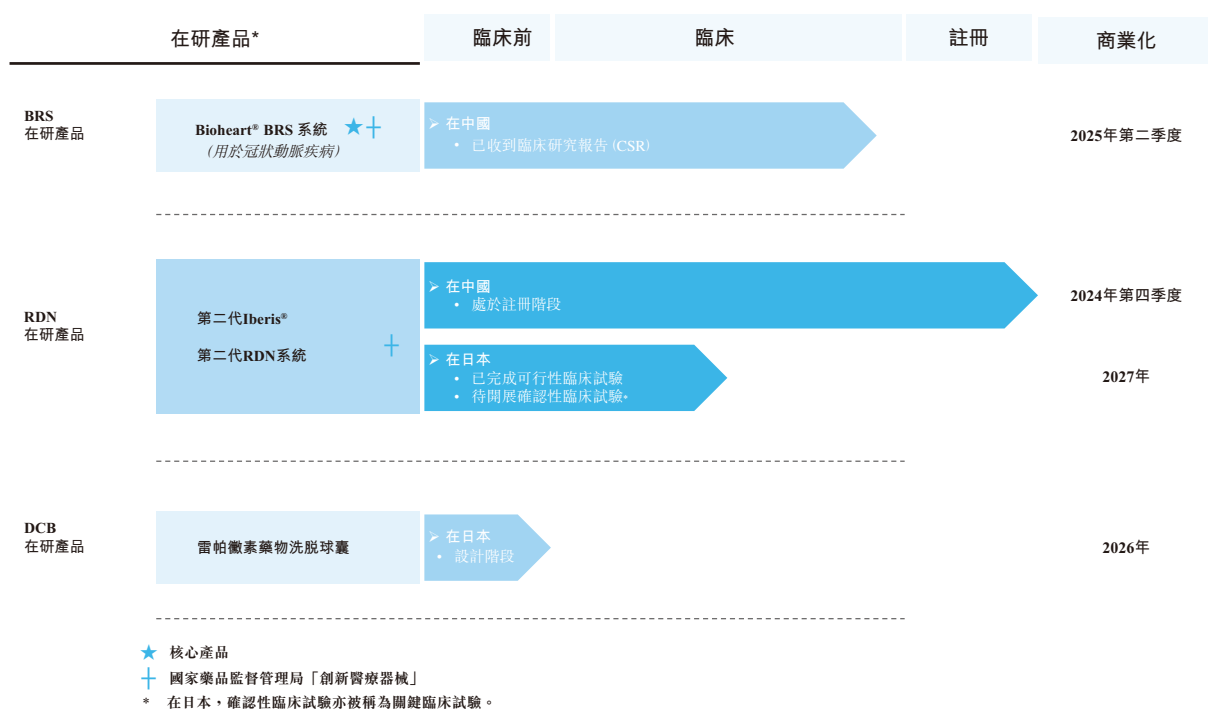 在研產品*
臨床前
臨床
註冊
商業化
BRS
在研產品
Bioheart® BRS 系統 ★┼
（用於冠狀動脈疾病）
➢ 在中國
• 已收到臨床研究報告 (CSR)
2025年第二季度
RDN
在研產品
第二代Iberis®
第二代RDN系統 ┼
➢ 在中國
• 處於註冊階段
2024年第四季度
➢ 在日本
• 已完成可行性臨床試驗
• 待開展確認性臨床試驗*
2027年
DCB
在研產品
雷帕黴素藥物洗脫球囊
➢ 在日本
• 設計階段
2026年
★ 核心產品
┼ 國家藥品監督管理局「創新醫療器械」
* 在日本，確認性臨床試驗亦被稱為關鍵臨床試驗。